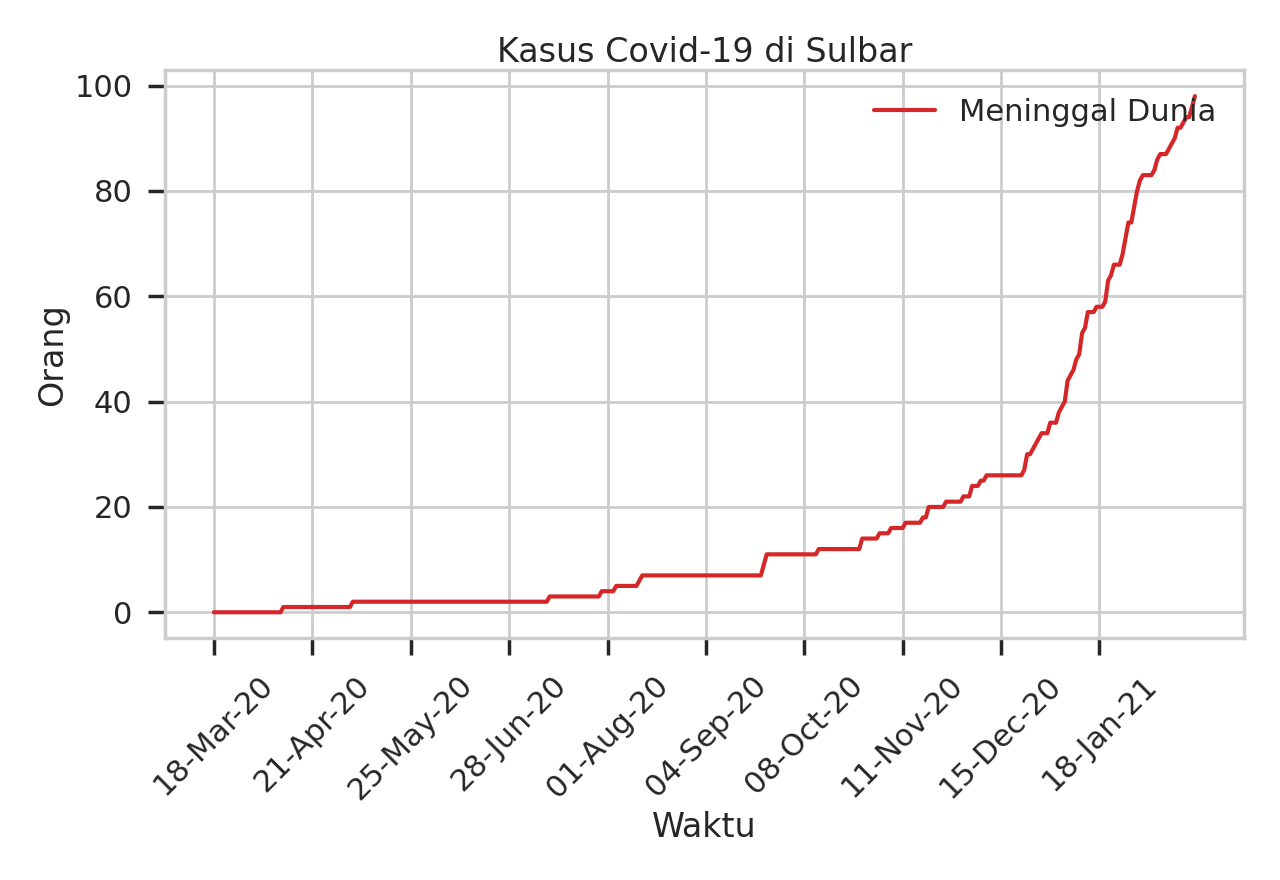 Kasus Covid-19 di Sulbar
Meninggal Dunia
Orang
100
80
60
40
20
0
18-Mar-20
21-Apr-20
25-May-20
28-Jun-20
01-Aug-20
04-Sep-20
08-Oct-20
11-Nov-20
15-Dec-20
18-Jan-21
Waktu